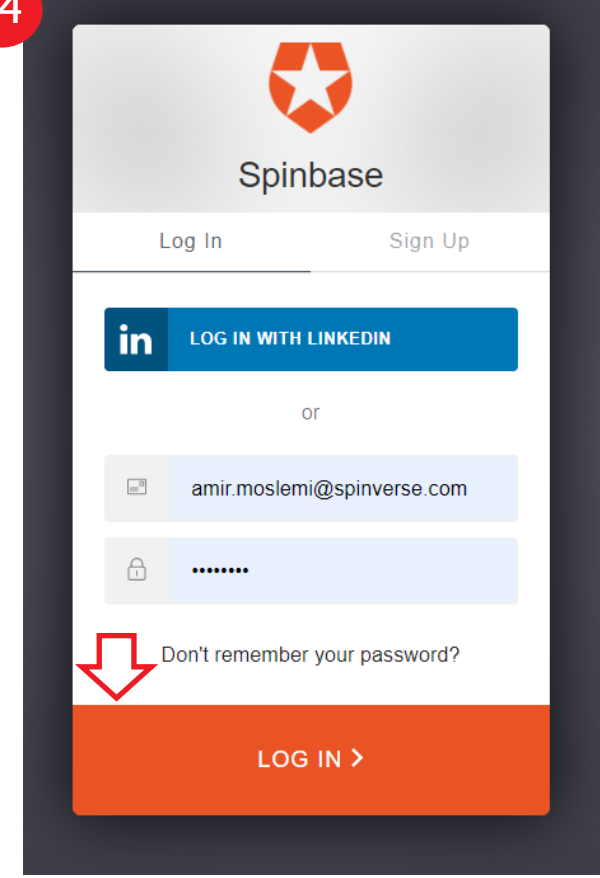 4
Spinbase
Log In Sign Up
in LOG IN WITH LINKEDIN
or
amir.moslemi@spinverse.com
••••••••
Don't remember your password?
LOG IN >